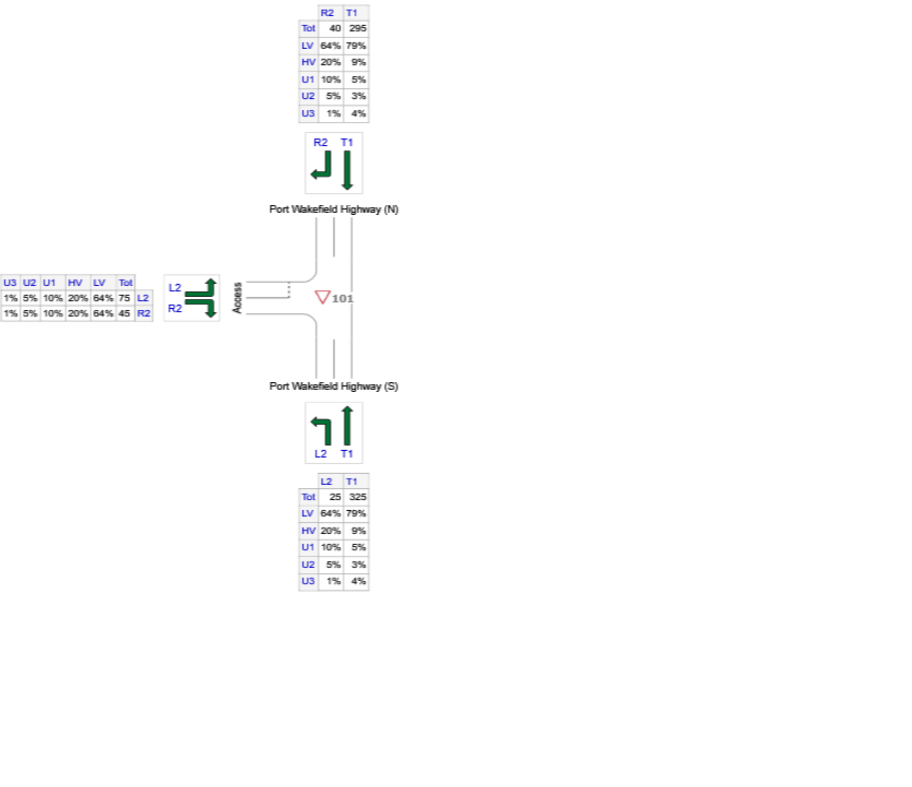 R2 T1
Tot 40 295
LV 64% 79%
HV 20% 9%
U1 10% 5%
U2 5% 3%
U3 1% 4%
R2 T1
Port Wakefield Highway (N)
U3 U2 U1 HV LV Tot
1% 5% 10% 20% 64% 75 L2
1% 5% 10% 20% 64% 45 R2
L2
R2
Access
101
Port Wakefield Highway (S)
L2 T1
L2 T1
Tot 25 325
LV 64% 79%
HV 20% 9%
U1 10% 5%
U2 5% 3%
U3 1% 4%